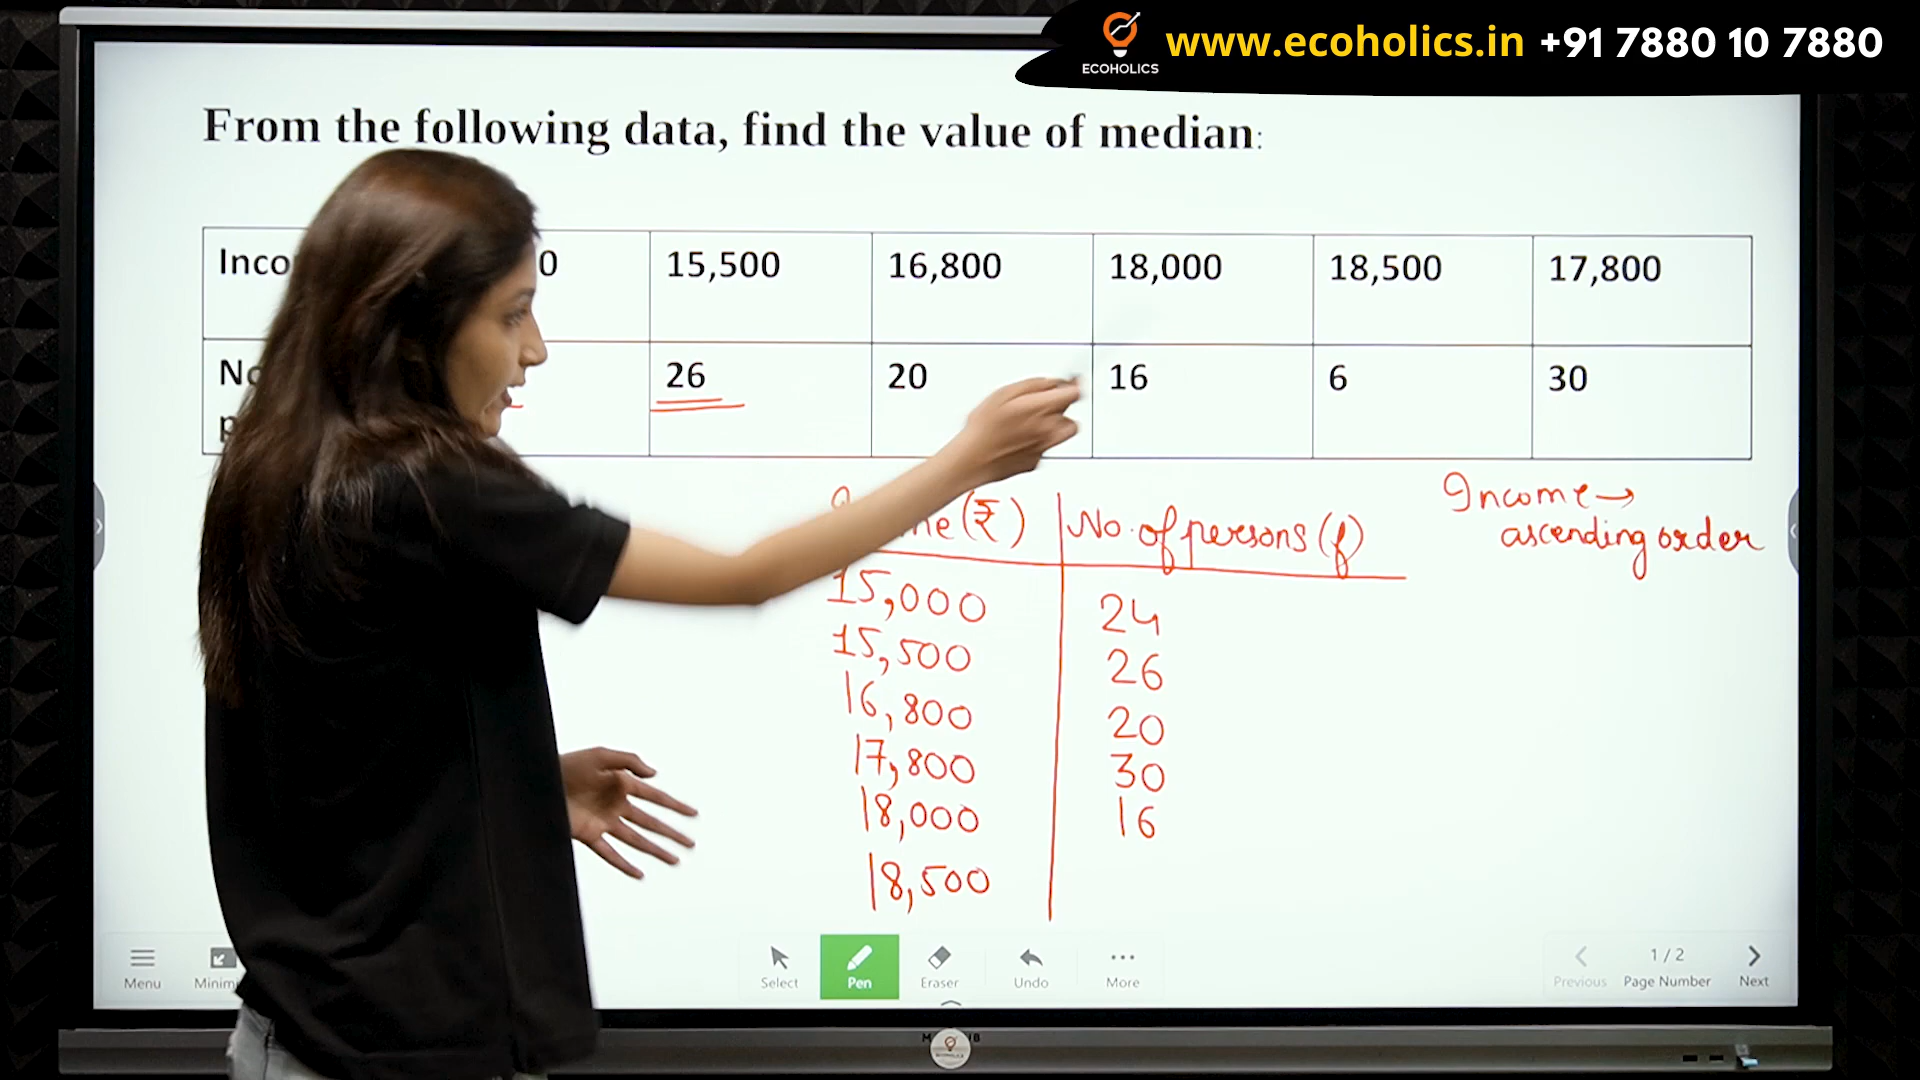 ECOHOLICS
www.ecoholics.in +91 7880 10 7880
From the following data, find the value of median:
Inco 0 15,500 16,800 18,000 18,500 17,800
No 26 20 16 6 30
p
me (₹) No. of persons (f)
15,000 24
15,500 26
16,800 20
17,800 30
18,000 16
18,500
Income→
ascending order
Menu
Minimi
Select
Pen
Eraser
Undo
More
Previous
1 / 2
Page Number
Next